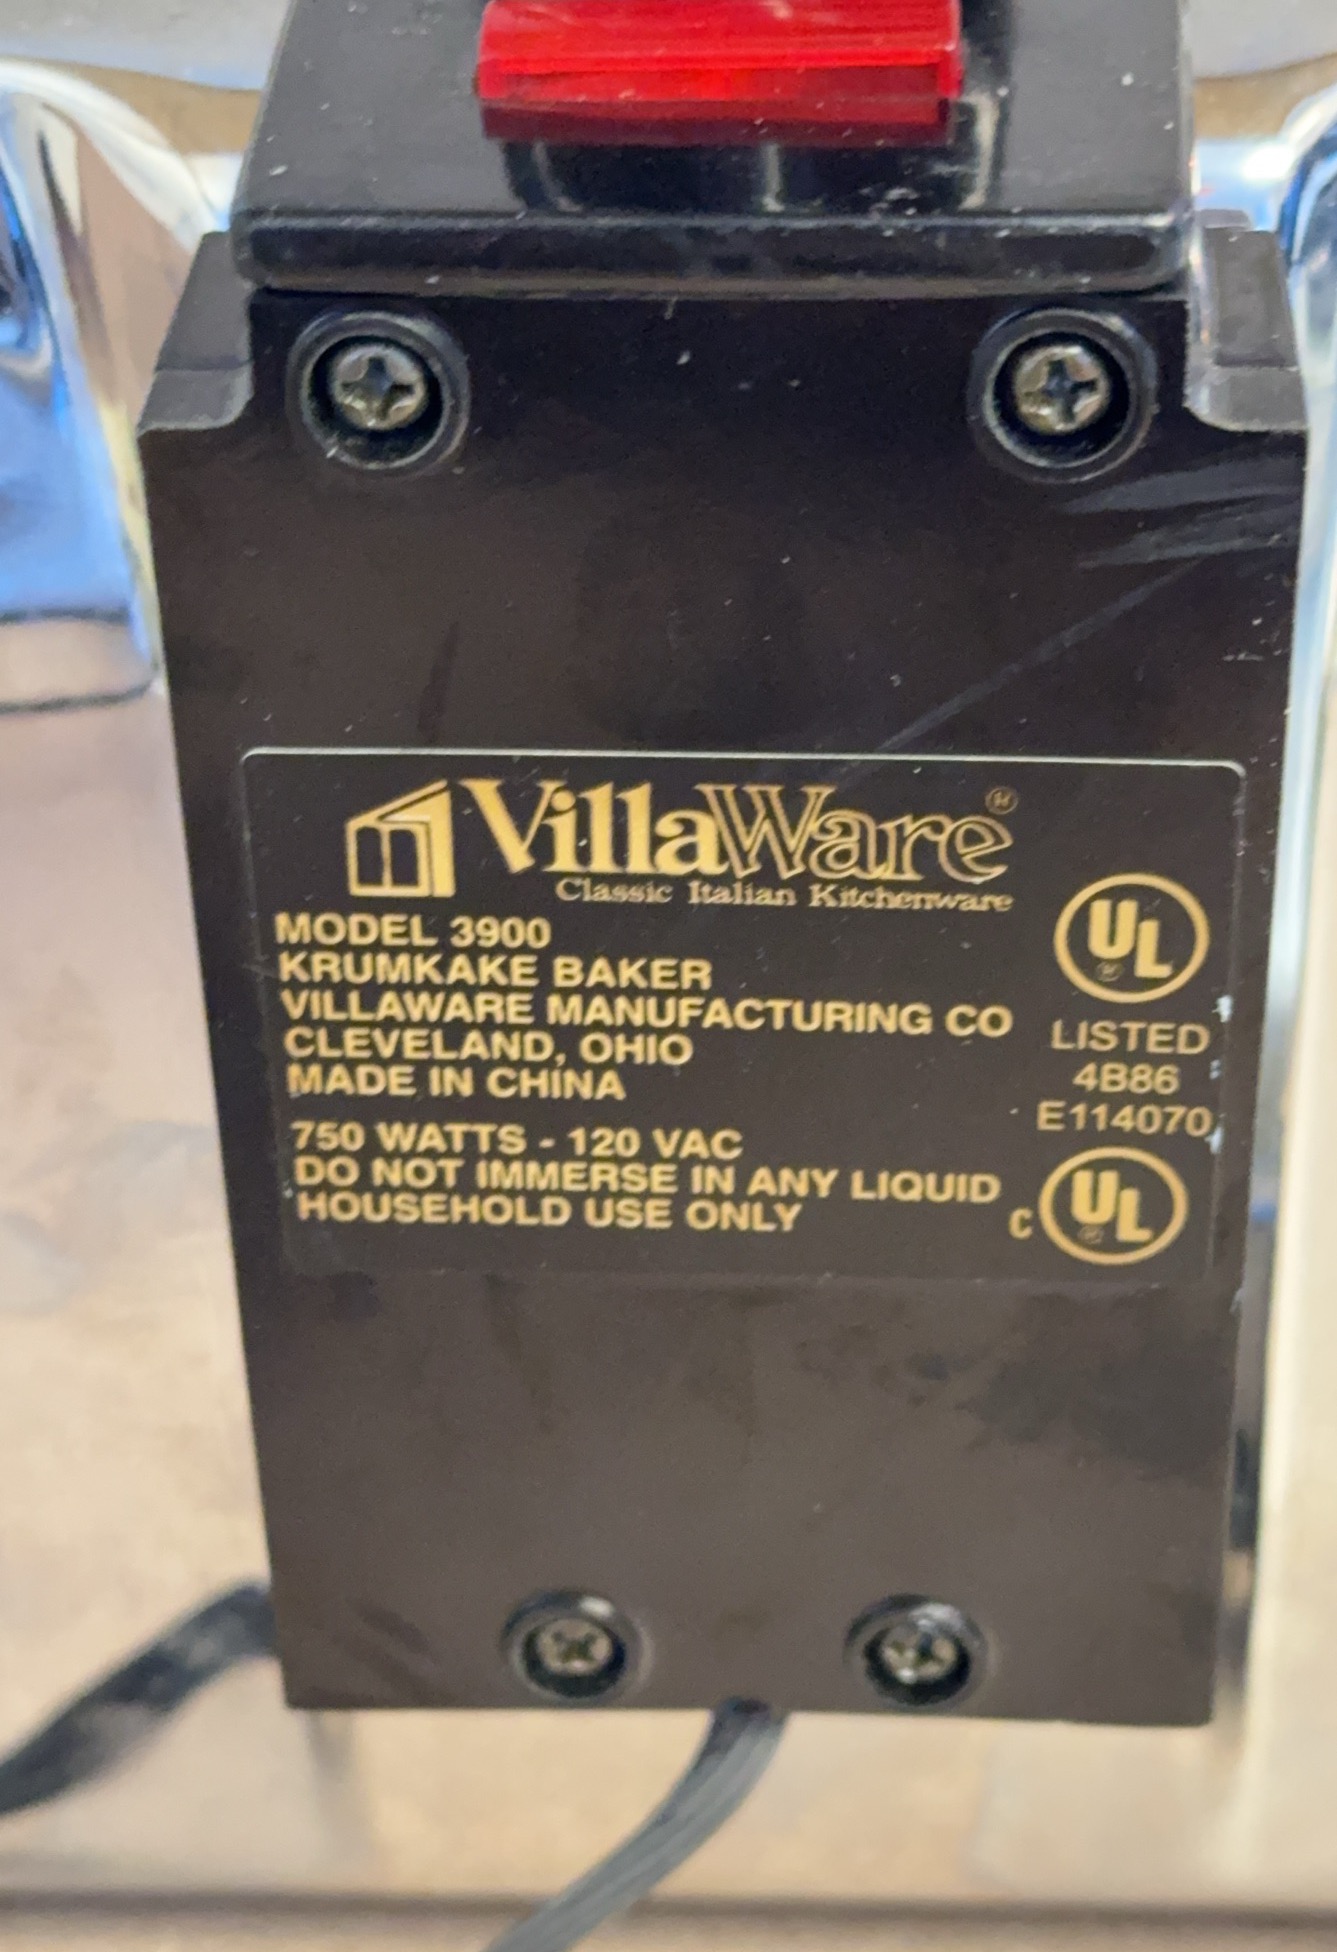 VillaWare®
Classic Italian Kitchenware
MODEL 3900
KRUMKAKE BAKER
VILLAWARE MANUFACTURING CO
CLEVELAND, OHIO
MADE IN CHINA
750 WATTS - 120 VAC
DO NOT IMMERSE IN ANY LIQUID
HOUSEHOLD USE ONLY
UL®
LISTED
4B86
E114070
C UL®